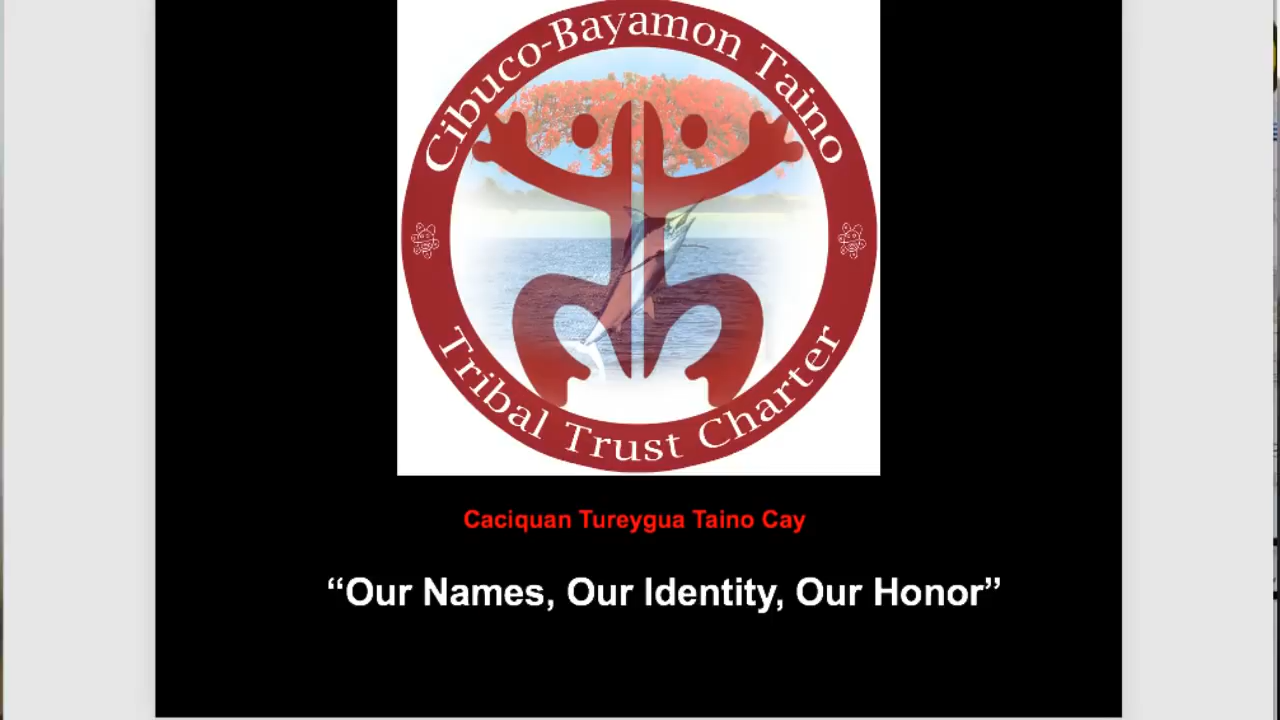 Cibuco-Bayamon Taino
Tribal Trust Charter
Caciquan Tureygua Taino Cay
“Our Names, Our Identity, Our Honor”